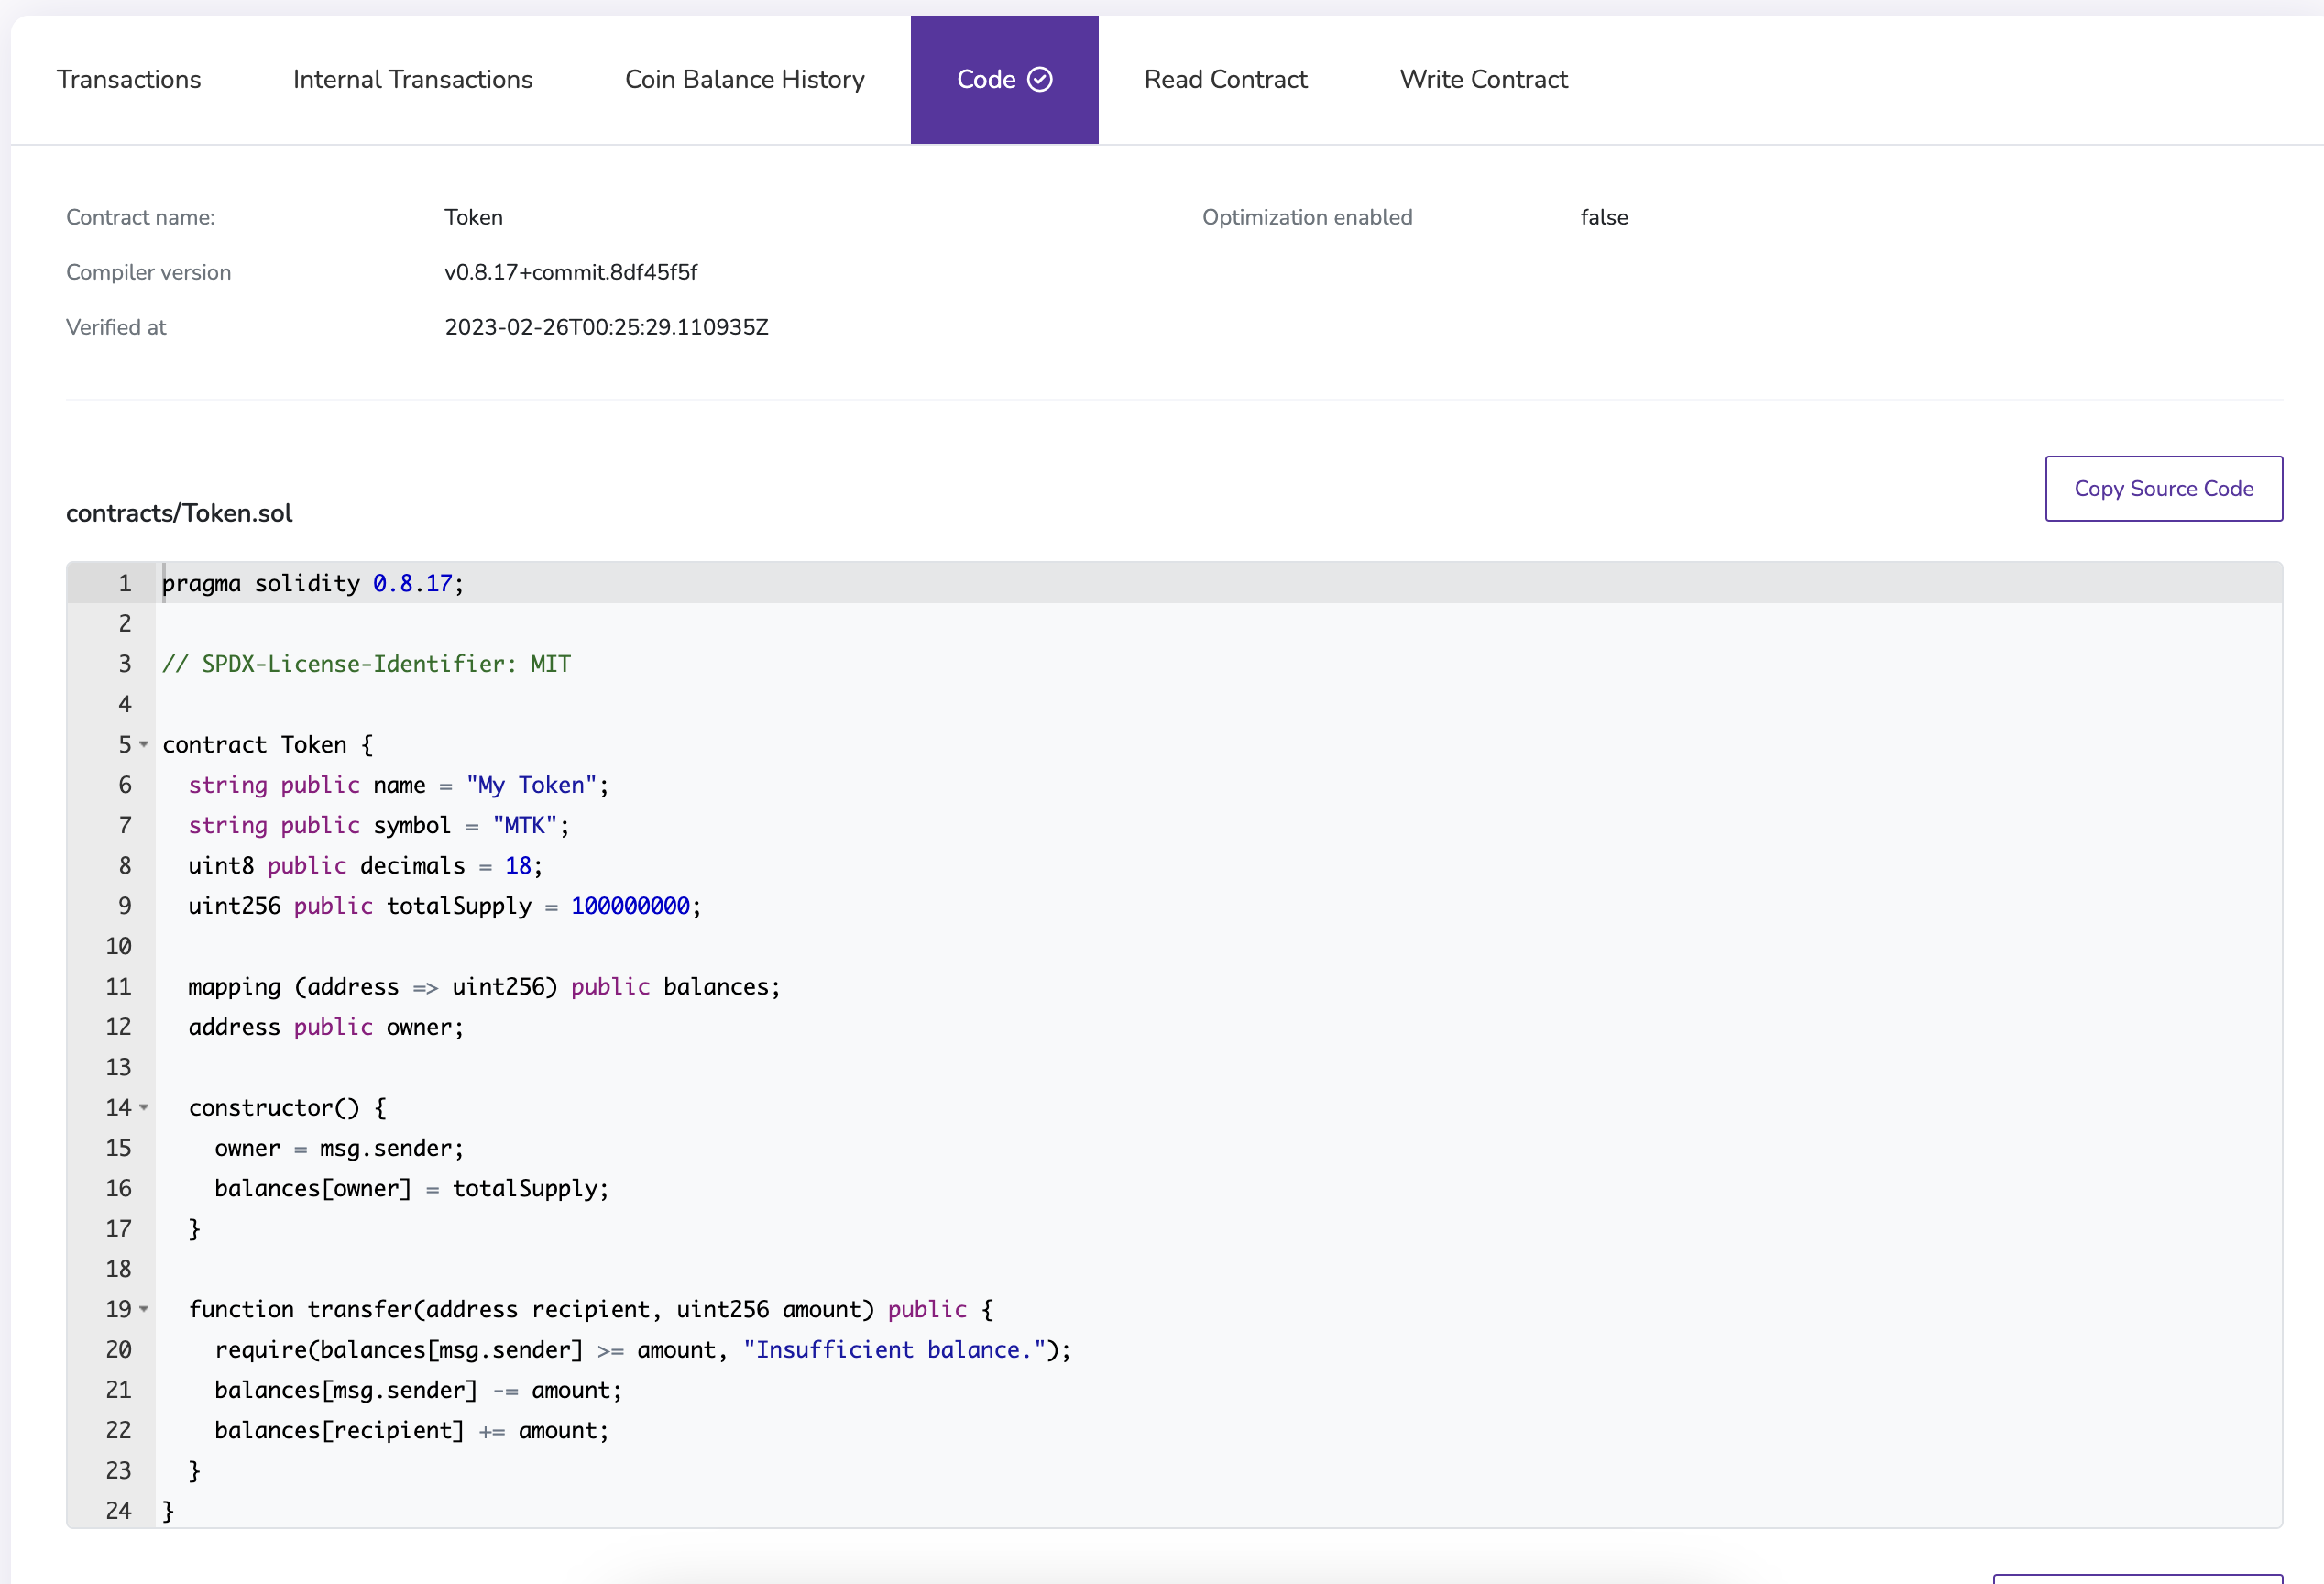 Transactions Internal Transactions Coin Balance History Code Read Contract Write Contract
Contract name: Token Optimization enabled false
Compiler version v0.8.17+commit.8df45f5f
Verified at 2023-02-26T00:25:29.110935Z
Copy Source Code
contracts/Token.sol
1 pragma solidity 0.8.17;
2
3 // SPDX-License-Identifier: MIT
4
5 contract Token {
6   string public name = "My Token";
7   string public symbol = "MTK";
8   uint8 public decimals = 18;
9   uint256 public totalSupply = 100000000;
10
11   mapping (address => uint256) public balances;
12   address public owner;
13
14   constructor() {
15     owner = msg.sender;
16     balances[owner] = totalSupply;
17   }
18
19   function transfer(address recipient, uint256 amount) public {
20     require(balances[msg.sender] >= amount, "Insufficient balance.");
21     balances[msg.sender] -= amount;
22     balances[recipient] += amount;
23   }
24 }